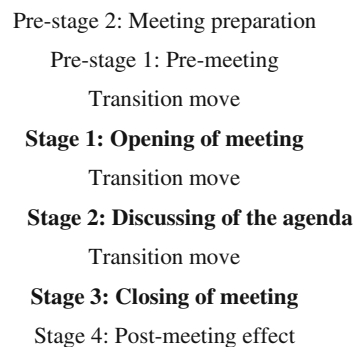 Pre-stage 2: Meeting preparation
Pre-stage 1: Pre-meeting
Transition move
Stage 1: Opening of meeting
Transition move
Stage 2: Discussing of the agenda
Transition move
Stage 3: Closing of meeting
Stage 4: Post-meeting effect